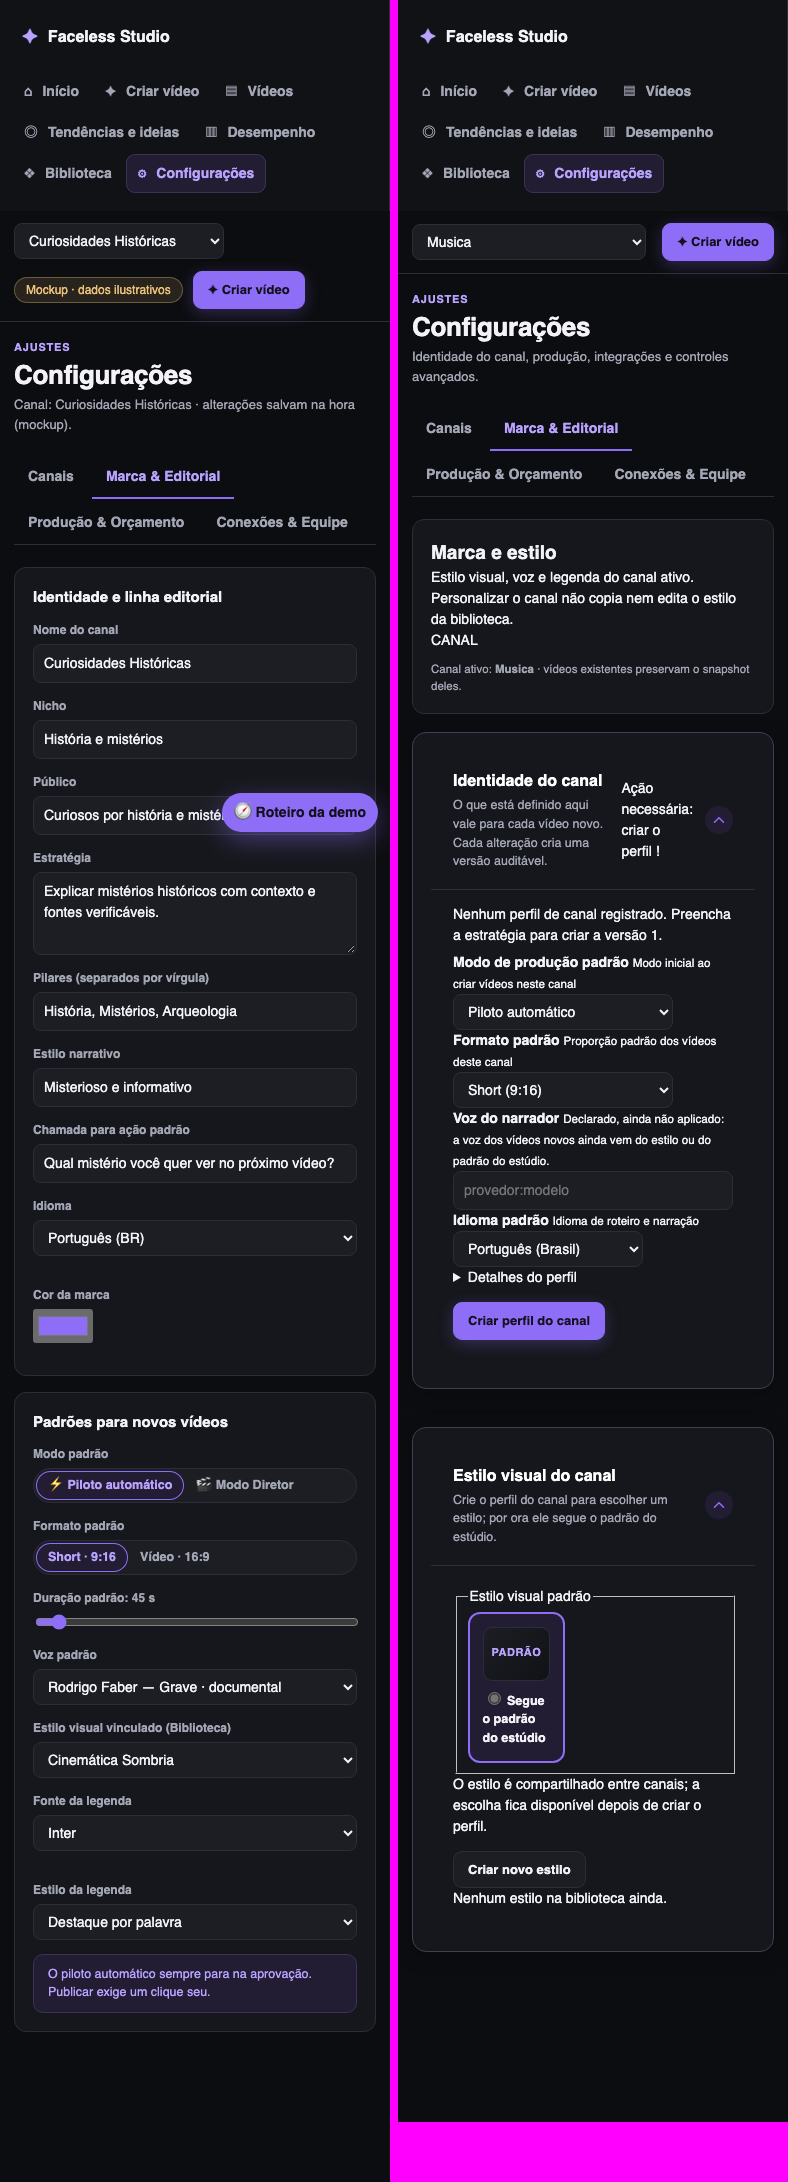 Faceless Studio
Início
Criar vídeo
Vídeos
Tendências e ideias
Desempenho
Biblioteca
Configurações
Curiosidades Históricas
Mockup · dados ilustrativos
Criar vídeo
AJUSTES
Configurações
Canal: Curiosidades Históricas · alterações salvam na hora
(mockup).
Canais
Marca & Editorial
Produção & Orçamento
Conexões & Equipe
Identidade e linha editorial
Nome do canal
Curiosidades Históricas
Nicho
História e mistérios
Público
Curiosos por história e misté
Roteiro da demo
Estratégia
Explicar mistérios históricos com contexto e
fontes verificáveis.
Pilares (separados por vírgula)
História, Mistérios, Arqueologia
Estilo narrativo
Misterioso e informativo
Chamada para ação padrão
Qual mistério você quer ver no próximo vídeo?
Idioma
Português (BR)
Cor da marca
Padrões para novos vídeos
Modo padrão
Piloto automático
Modo Diretor
Formato padrão
Short · 9:16
Vídeo · 16:9
Duração padrão: 45 s
Voz padrão
Rodrigo Faber — Grave · documental
Estilo visual vinculado (Biblioteca)
Cinemática Sombria
Fonte da legenda
Inter
Estilo da legenda
Destaque por palavra
O piloto automático sempre para na aprovação.
Publicar exige um clique seu.
Faceless Studio
Início
Criar vídeo
Vídeos
Tendências e ideias
Desempenho
Biblioteca
Configurações
Musica
Criar vídeo
AJUSTES
Configurações
Identidade do canal, produção, integrações e controles
avançados.
Canais
Marca & Editorial
Produção & Orçamento
Conexões & Equipe
Marca e estilo
Estilo visual, voz e legenda do canal ativo.
Personalizar o canal não copia nem edita o estilo
da biblioteca.
CANAL
Canal ativo: Musica · vídeos existentes preservam o snapshot
deles.
Identidade do canal
O que está definido aqui
vale para cada vídeo novo.
Cada alteração cria uma
versão auditável.
Ação
necessária:
criar o
perfil !
Nenhum perfil de canal registrado. Preencha
a estratégia para criar a versão 1.
Modo de produção padrão Modo inicial ao
criar vídeos neste canal
Piloto automático
Formato padrão Proporção padrão dos vídeos
deste canal
Short (9:16)
Voz do narrador Declarado, ainda não aplicado:
a voz dos vídeos novos ainda vem do estilo ou do
padrão do estúdio.
provedor:modelo
Idioma padrão Idioma de roteiro e narração
Português (Brasil)
Detalhes do perfil
Criar perfil do canal
Estilo visual do canal
Crie o perfil do canal para escolher um
estilo; por ora ele segue o padrão do
estúdio.
Estilo visual padrão
PADRÃO
Segue
o padrão
do estúdio
O estilo é compartilhado entre canais; a
escolha fica disponível depois de criar o
perfil.
Criar novo estilo
Nenhum estilo na biblioteca ainda.